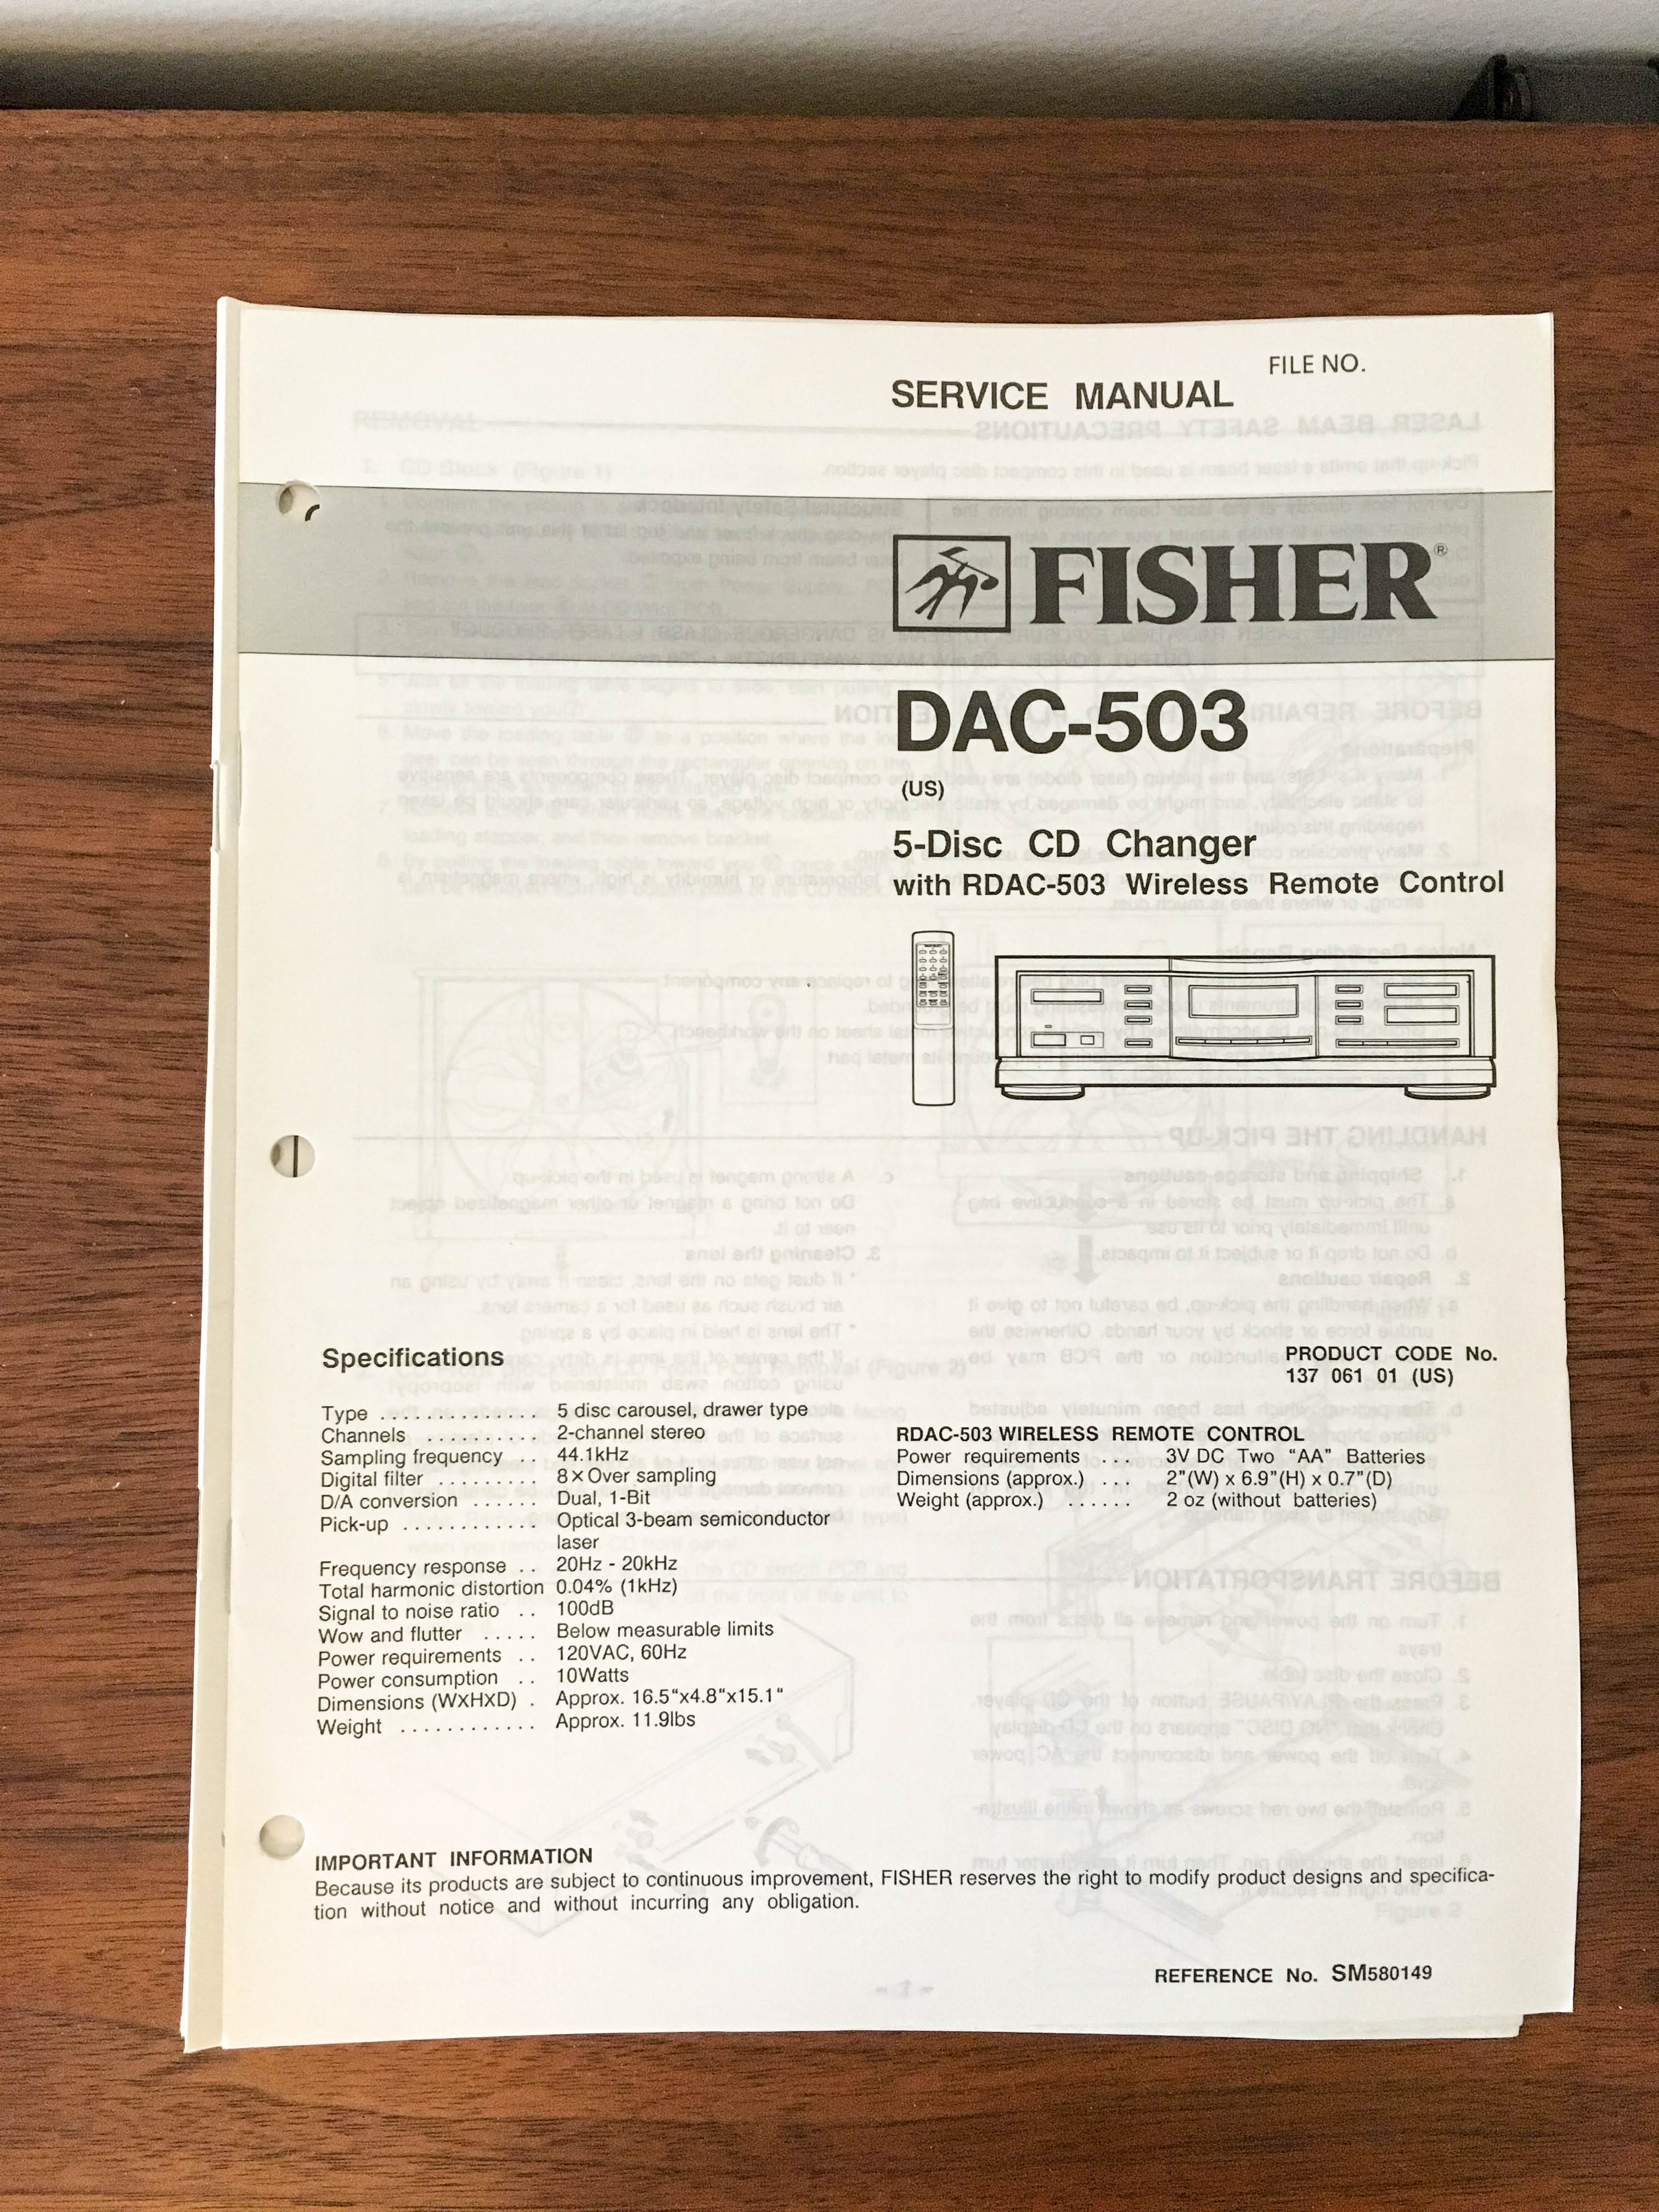 FILE NO.
SERVICE MANUAL
FISHER®
DAC-503
(US)
5-Disc CD Changer
with RDAC-503 Wireless Remote Control
Specifications
Type .............. 5 disc carousel, drawer type
Channels .......... 2-channel stereo
Sampling frequency .. 44.1kHz
Digital filter .......... 8×Over sampling
D/A conversion ...... Dual, 1-Bit
Pick-up ............ Optical 3-beam semiconductor
laser
Frequency response .. 20Hz - 20kHz
Total harmonic distortion 0.04% (1kHz)
Signal to noise ratio .. 100dB
Wow and flutter ..... Below measurable limits
Power requirements .. 120VAC, 60Hz
Power consumption .. 10Watts
Dimensions (WXHXD) . Approx. 16.5"x4.8"x15.1"
Weight ............ Approx. 11.9lbs
PRODUCT CODE No.
137 061 01 (US)
RDAC-503 WIRELESS REMOTE CONTROL
Power requirements ... 3V DC Two "AA" Batteries
Dimensions (approx.) ... 2"(W) x 6.9"(H) x 0.7"(D)
Weight (approx.) ...... 2 oz (without batteries)
IMPORTANT INFORMATION
Because its products are subject to continuous improvement, FISHER reserves the right to modify product designs and specifica-
tion without notice and without incurring any obligation.
REFERENCE No. SM580149